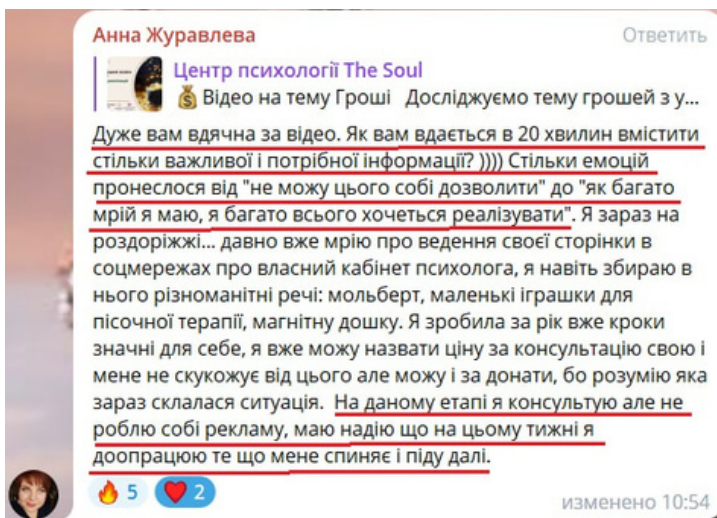 Анна Журавлева
Ответить
Центр психології The Soul
💰 Відео на тему Гроші Досліджуємо тему грошей з у...
Дуже вам вдячна за відео. Як вам вдається в 20 хвилин вмістити
стільки важливої і потрібної інформації? )))) Стільки емоцій
пронеслося від "не можу цього собі дозволити" до "як багато
мрій я маю, я багато всього хочеться реалізувати". Я зараз на
роздоріжжі... давно вже мрію про ведення своєї сторінки в
соцмережах про власний кабінет психолога, я навіть збираю в
нього різноманітні речі: мольберт, маленькі іграшки для
пісочної терапії, магнітну дошку. Я зробила за рік вже кроки
значні для себе, я вже можу назвати ціну за консультацію свою і
мене не скукожує від цього але можу і за донати, бо розумію яка
зараз склалася ситуація. На даному етапі я консультую але не
роблю собі рекламу, маю надію що на цьому тижні я
доопрацюю те що мене спиняє і піду далі.
🔥 5 ❤️ 2
изменено 10:54